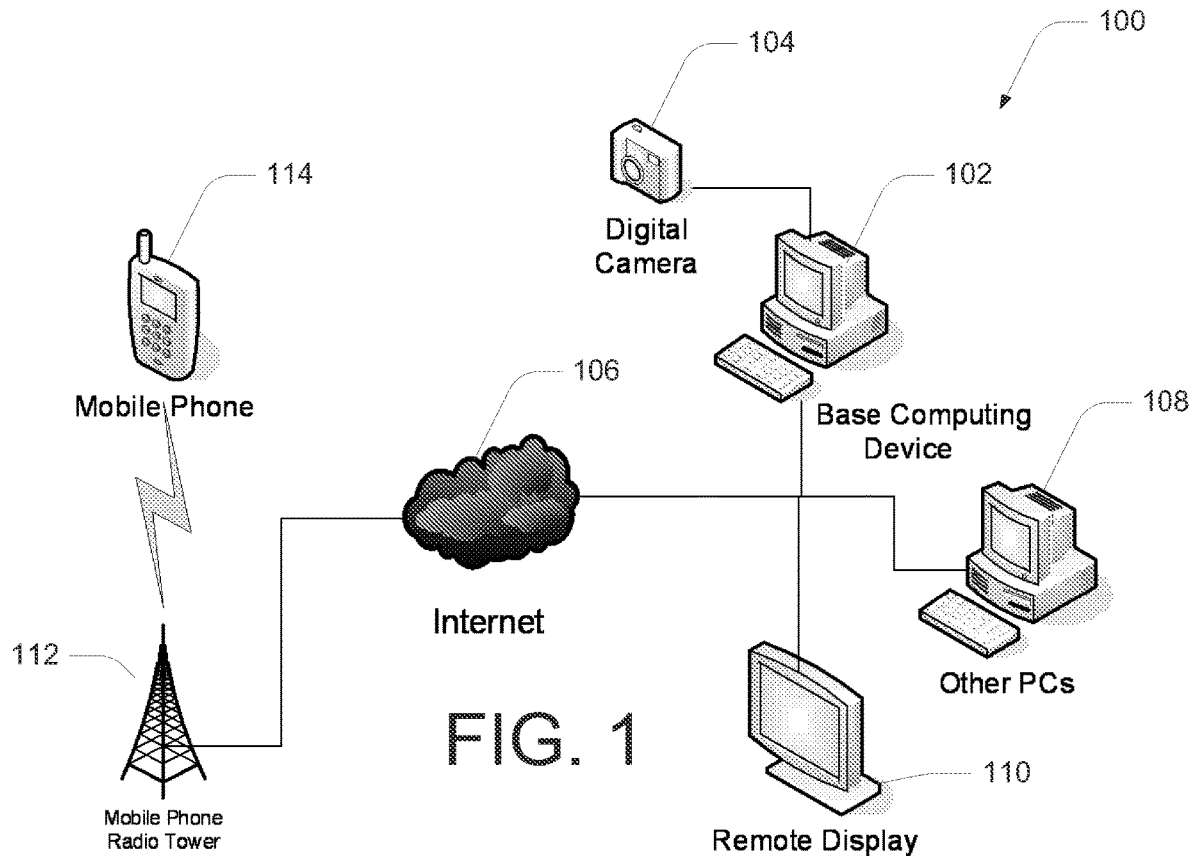 100
104
114
102
Digital
Camera
106
Mobile Phone
Base Computing
Device
108
Internet
112
Other PCs
FIG. 1
110
Mobile Phone
Radio Tower
Remote Display